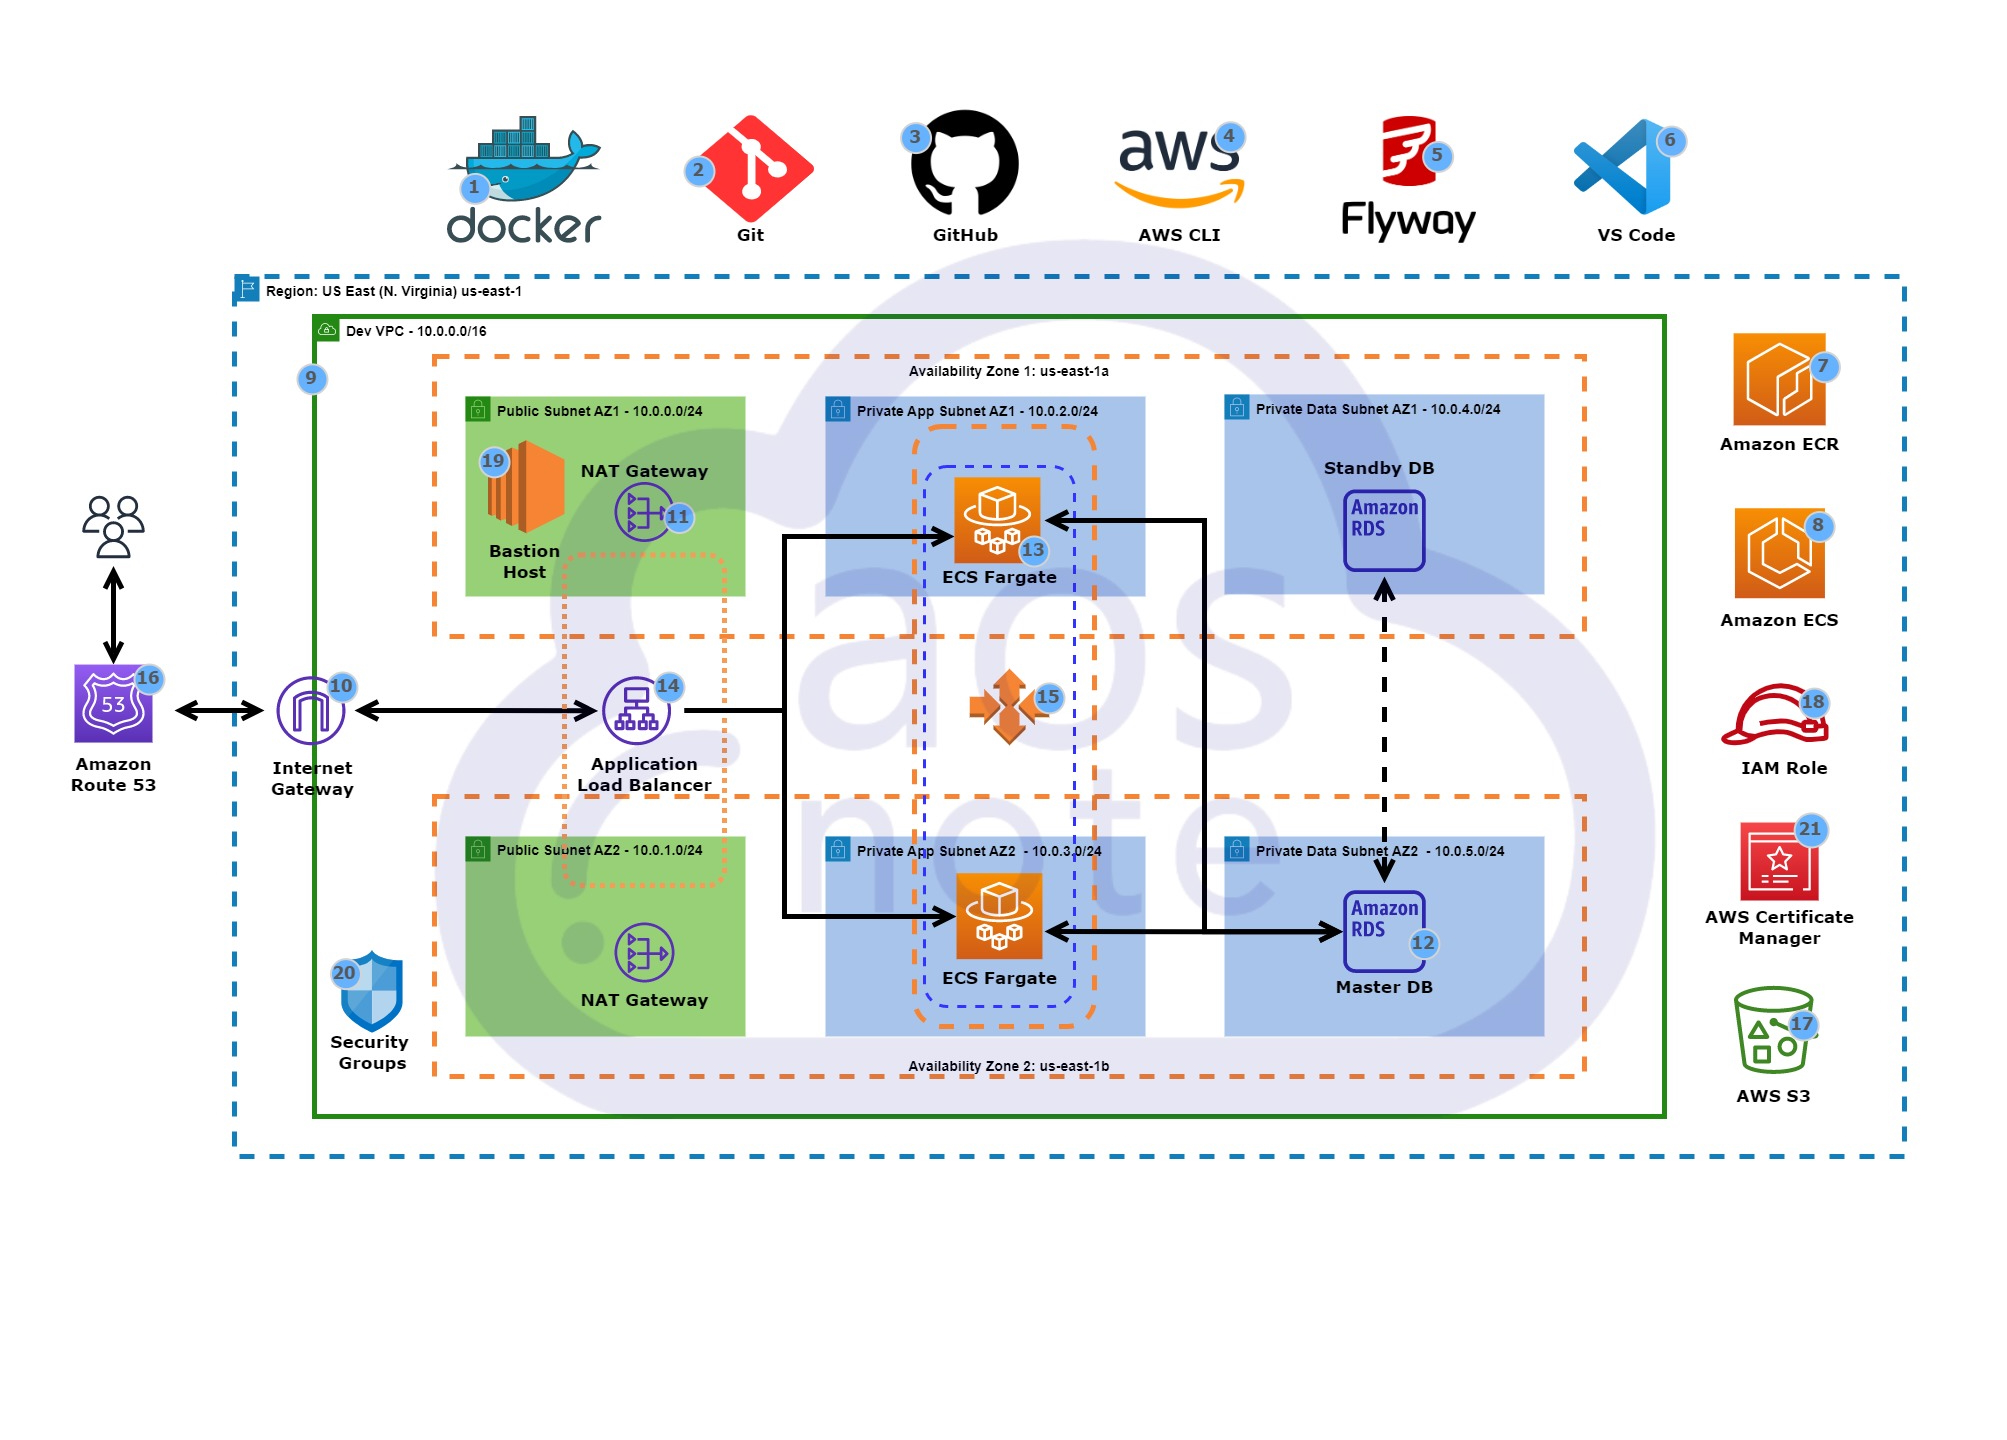 1
docker
2
Git
3
GitHub
aws
4
AWS CLI
5
Flyway
6
VS Code
Region: US East (N. Virginia) us-east-1
Dev VPC - 10.0.0.0/16
9
Availability Zone 1: us-east-1a
Public Subnet AZ1 - 10.0.0.0/24
19
Bastion
Host
NAT Gateway
11
Private App Subnet AZ1 - 10.0.2.0/24
13
ECS Fargate
Private Data Subnet AZ1 - 10.0.4.0/24
Standby DB
Amazon
RDS
7
Amazon ECR
8
Amazon ECS
53
16
Amazon
Route 53
10
Internet
Gateway
14
Application
Load Balancer
15
aos
note
18
IAM Role
21
AWS Certificate
Manager
17
AWS S3
Public Subnet AZ2 - 10.0.1.0/24
NAT Gateway
Private App Subnet AZ2 - 10.0.3.0/24
ECS Fargate
Private Data Subnet AZ2 - 10.0.5.0/24
Amazon
RDS
12
Master DB
20
Security
Groups
Availability Zone 2: us-east-1b